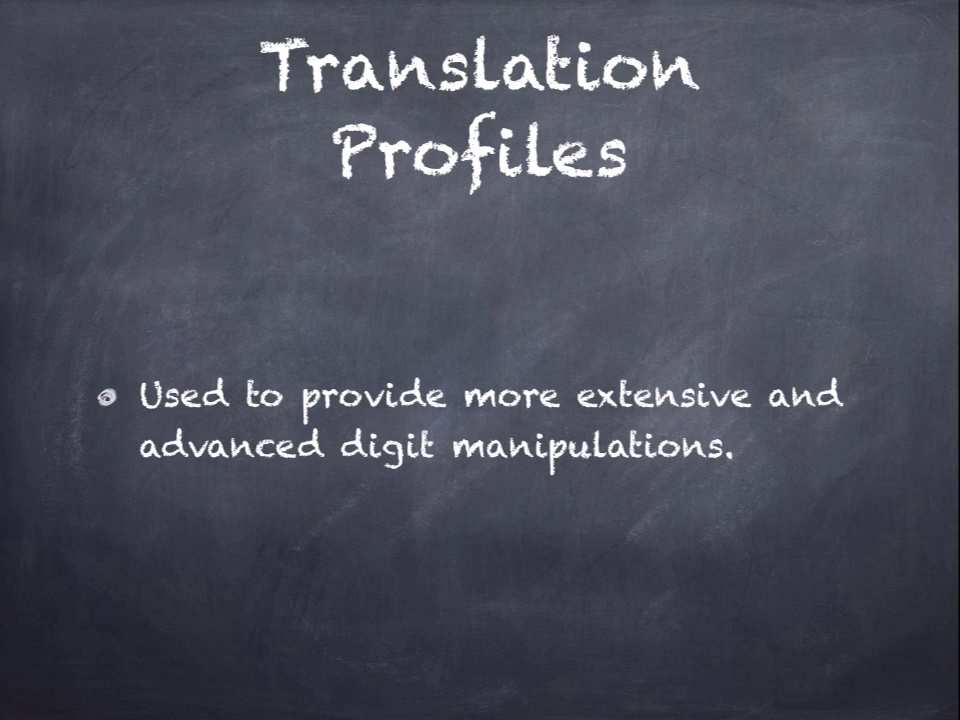 Translation
Profiles
Used to provide more extensive and
advanced digit manipulations.